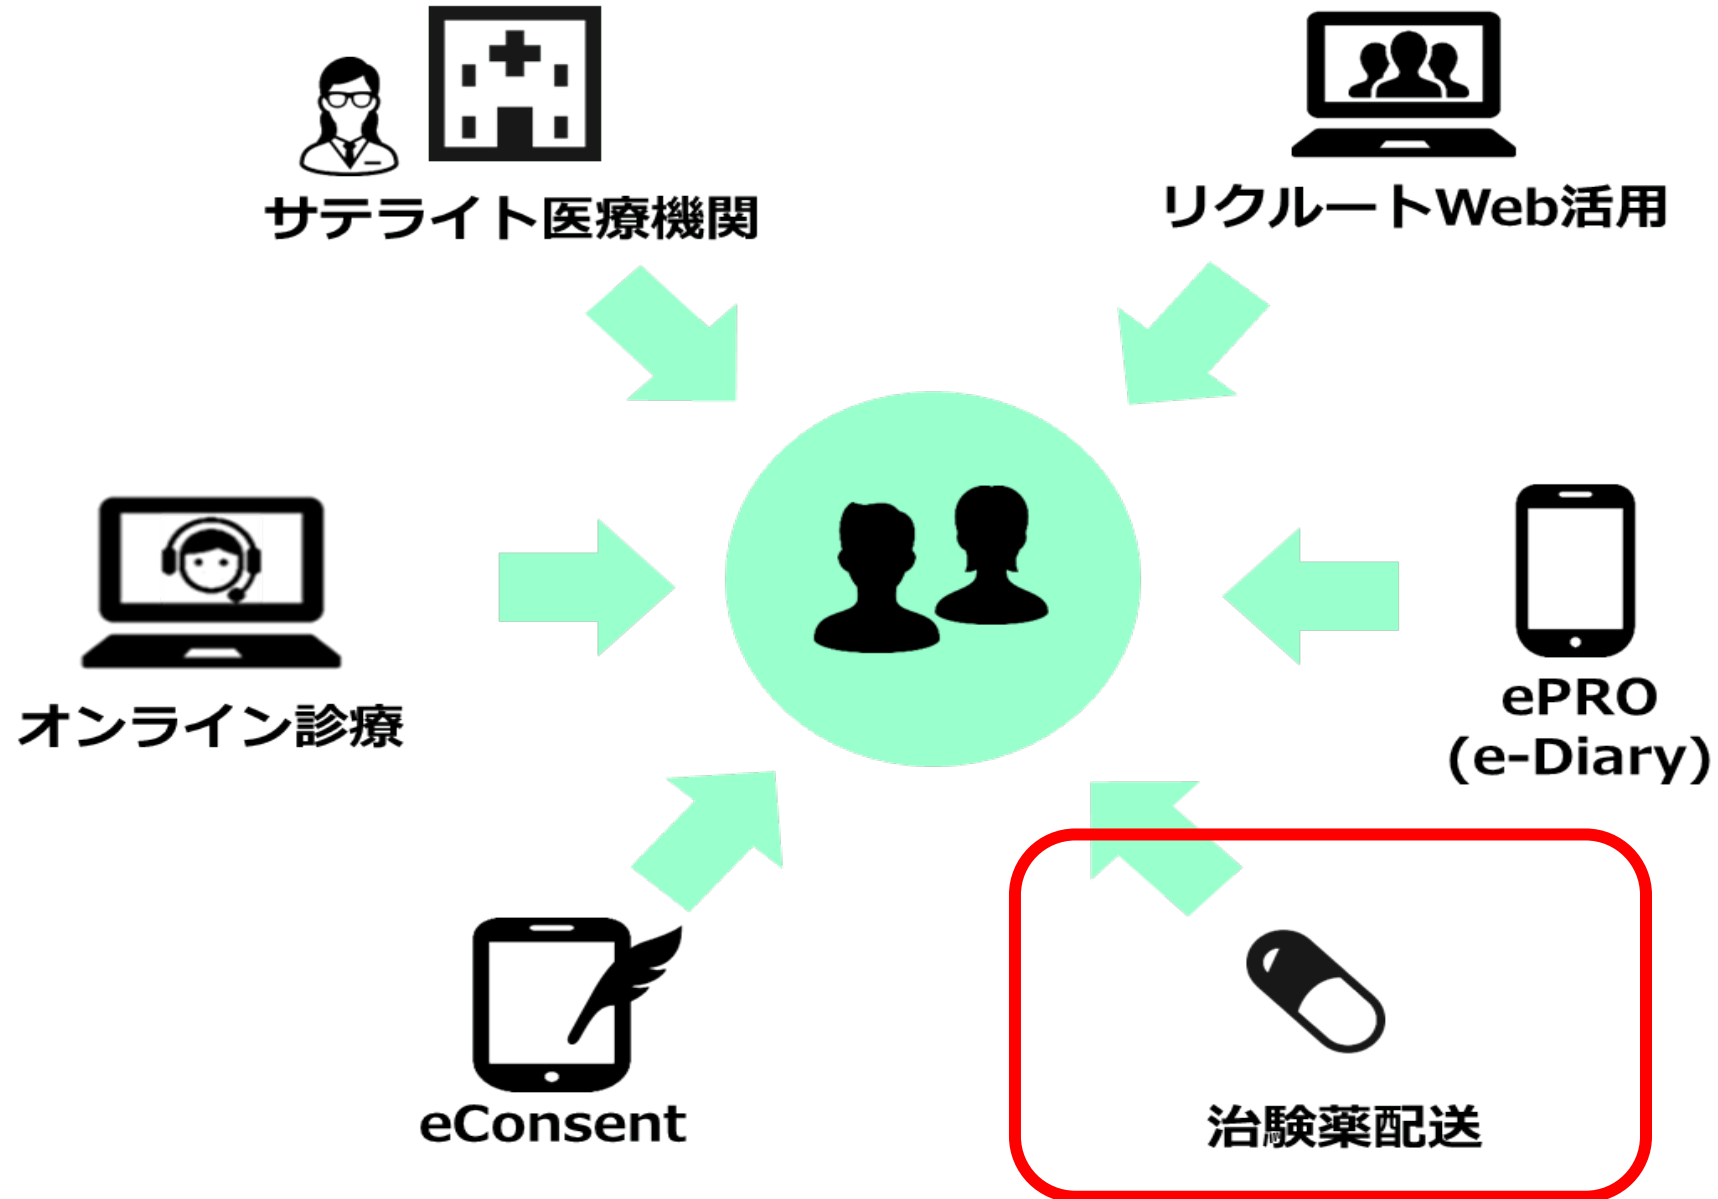 サテライト医療機関
リクルートWeb活用
オンライン診療
ePRO
(e-Diary)
eConsent
治験薬配送